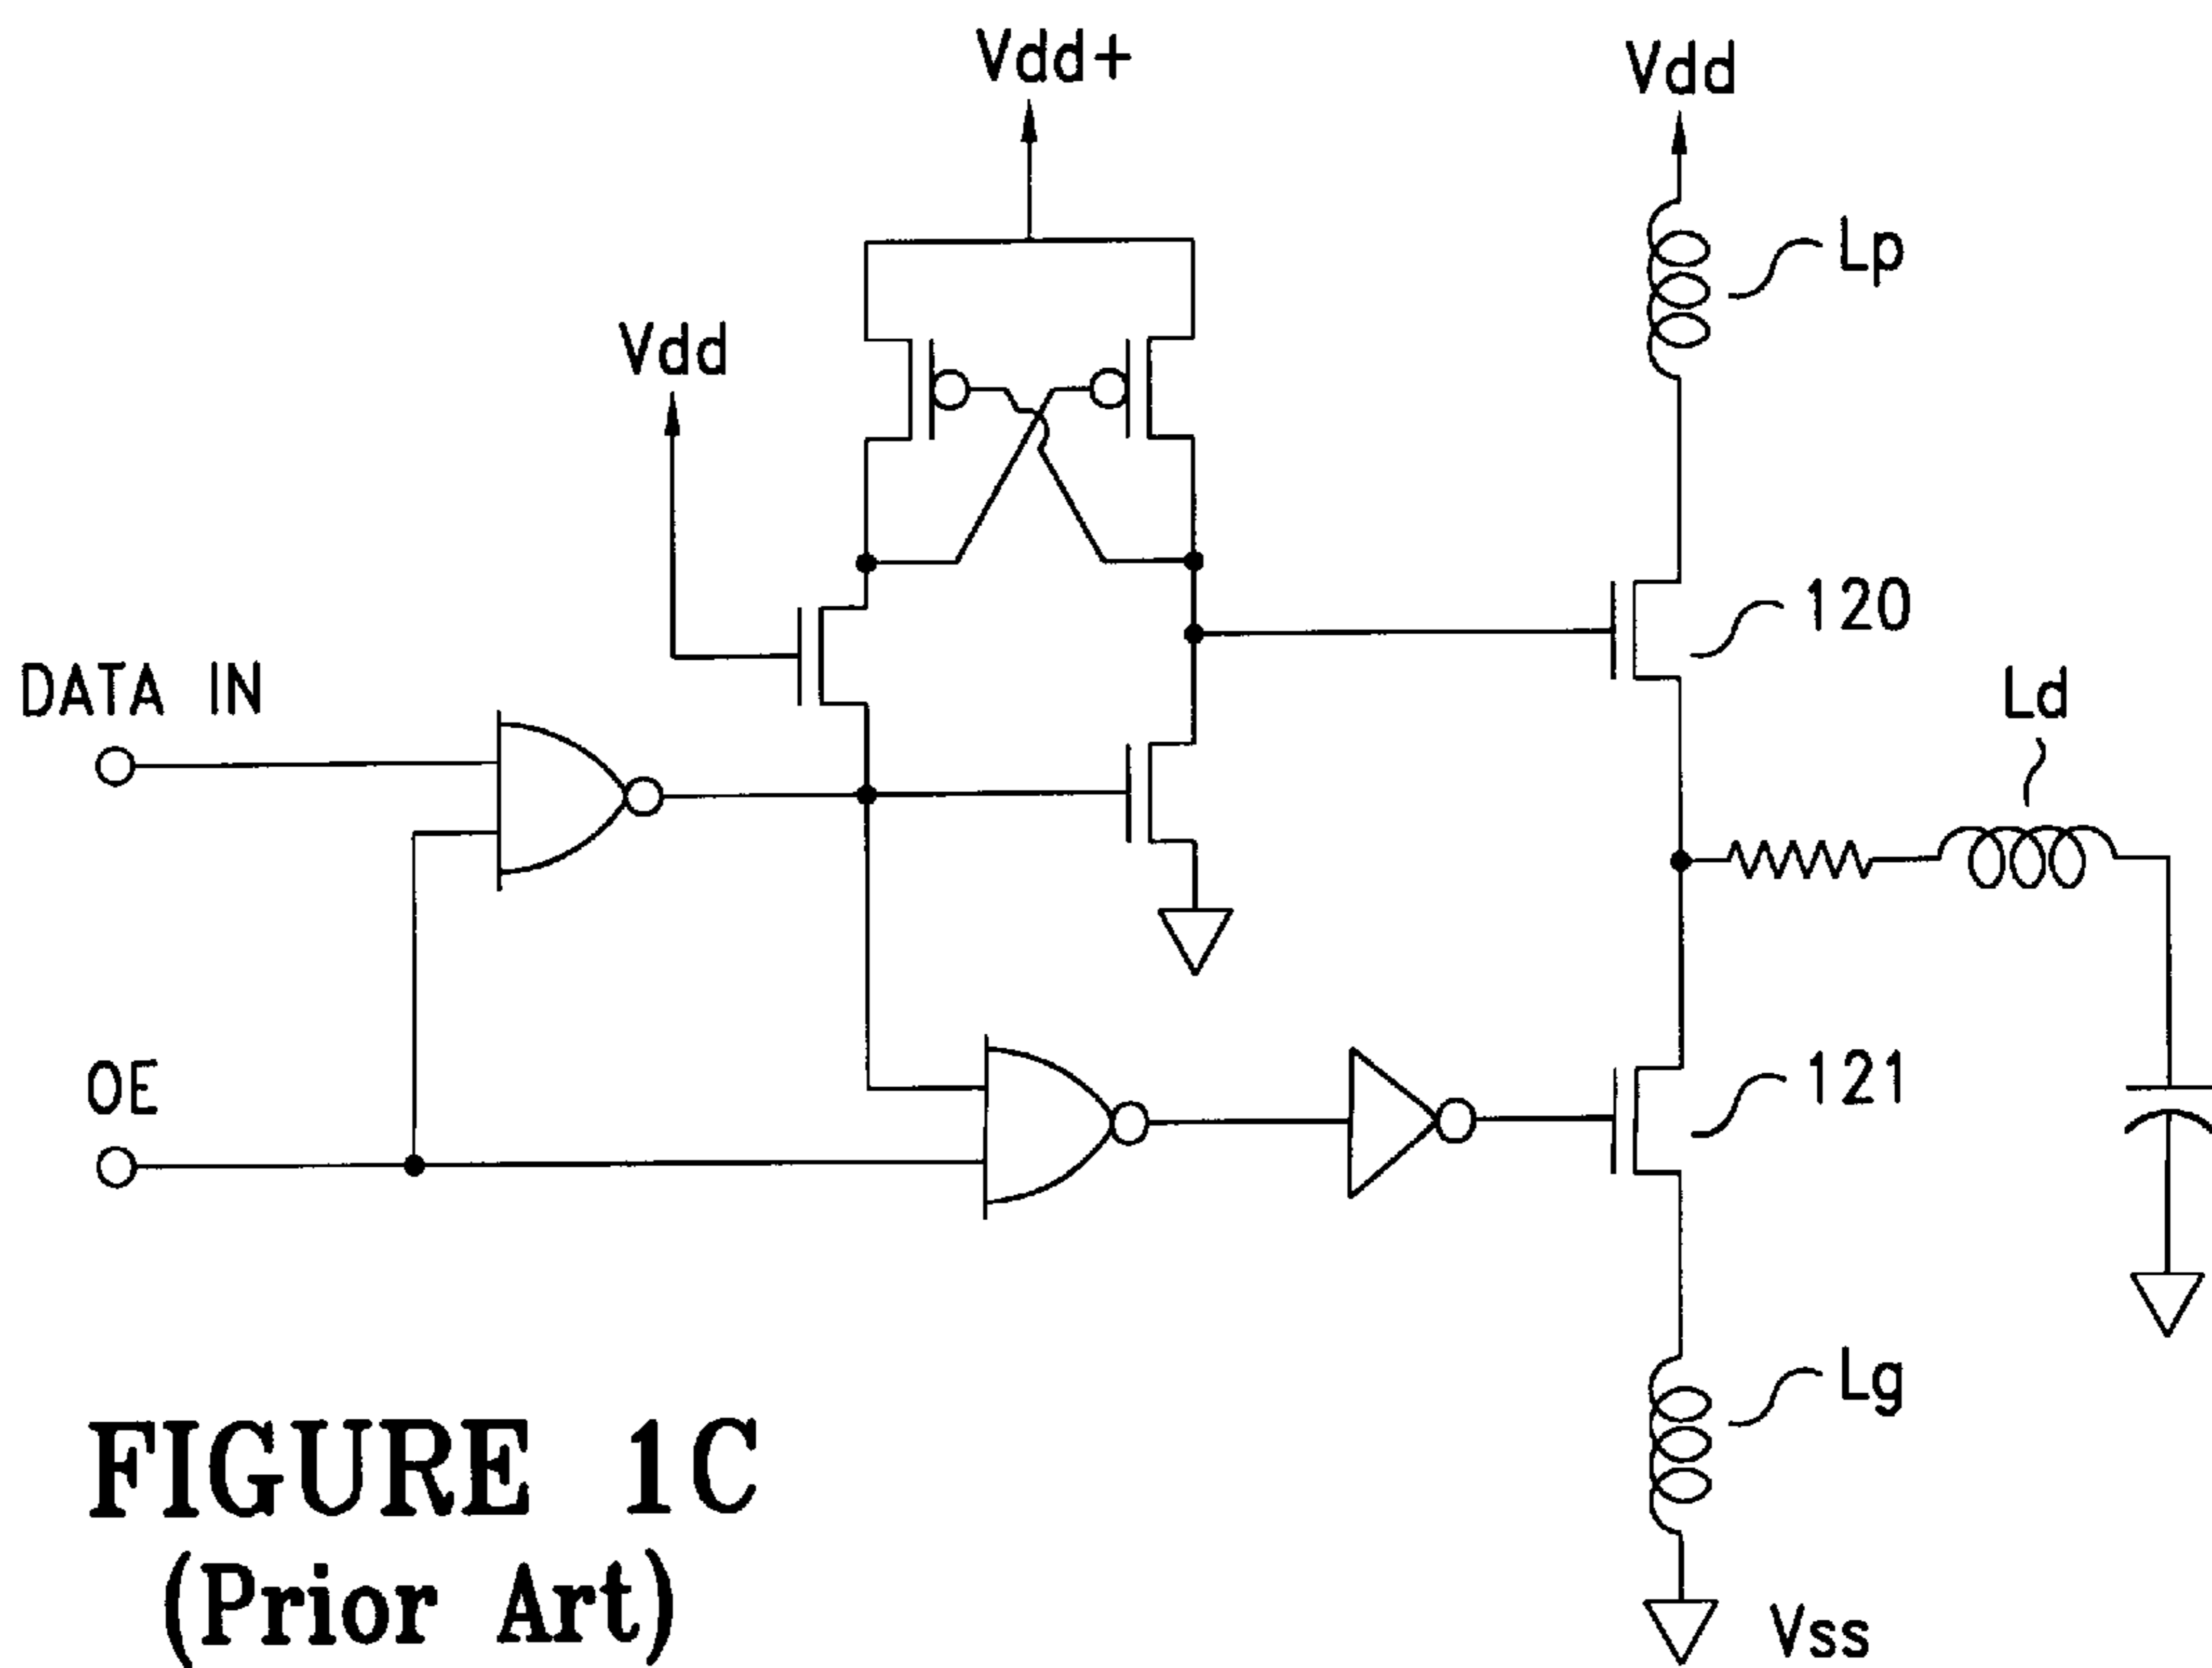 Vdd+
Vdd
Lp
Vdd
120
DATA IN
Ld
OE
121
Lg
FIGURE 1C
(Prior Art)
Vss